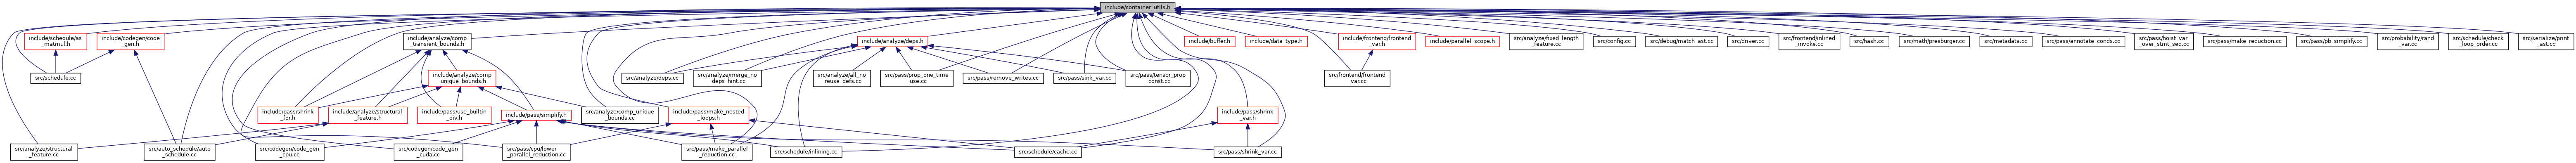 include/container_utils.h
include/schedule/as
_matmul.h
include/codegen/code
_gen.h
include/analyze/comp
_transient_bounds.h
include/analyze/deps.h
include/buffer.h
include/data_type.h
include/frontend/frontend
_var.h
include/parallel_scope.h
src/analyze/fixed_length
_feature.cc
src/config.cc
src/debug/match_ast.cc
src/driver.cc
src/frontend/inlined
_invoke.cc
src/hash.cc
src/math/presburger.cc
src/metadata.cc
src/pass/annotate_conds.cc
src/pass/hoist_var
_over_stmt_seq.cc
src/pass/make_reduction.cc
src/pass/pb_simplify.cc
src/probability/rand
_var.cc
src/schedule/check
_loop_order.cc
src/serialize/print
_ast.cc
src/schedule.cc
include/analyze/comp
_unique_bounds.h
src/analyze/deps.cc
src/analyze/merge_no
_deps_hint.cc
src/analyze/all_no
_reuse_defs.cc
src/pass/prop_one_time
_use.cc
src/pass/remove_writes.cc
src/pass/sink_var.cc
src/pass/tensor_prop
_const.cc
src/frontend/frontend
_var.cc
include/pass/shrink
_for.h
include/analyze/structural
_feature.h
include/pass/use_builtin
_div.h
include/pass/simplify.h
src/analyze/comp_unique
_bounds.cc
include/pass/make_nested
_loops.h
include/pass/shrink
_var.h
src/analyze/structural
_feature.cc
src/auto_schedule/auto
_schedule.cc
src/codegen/code_gen
_cpu.cc
src/codegen/code_gen
_cuda.cc
src/pass/cpu/lower
_parallel_reduction.cc
src/pass/make_parallel
_reduction.cc
src/schedule/inlining.cc
src/schedule/cache.cc
src/pass/shrink_var.cc